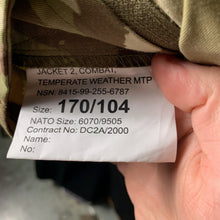 JACKET 2, COMBAT,
TEMPERATE WEATHER MTP
NSN: 8415-99-255-6787
Size: 170/104
NATO Size: 6070/9505
Contract No: DC2A/2000
Name:
No: